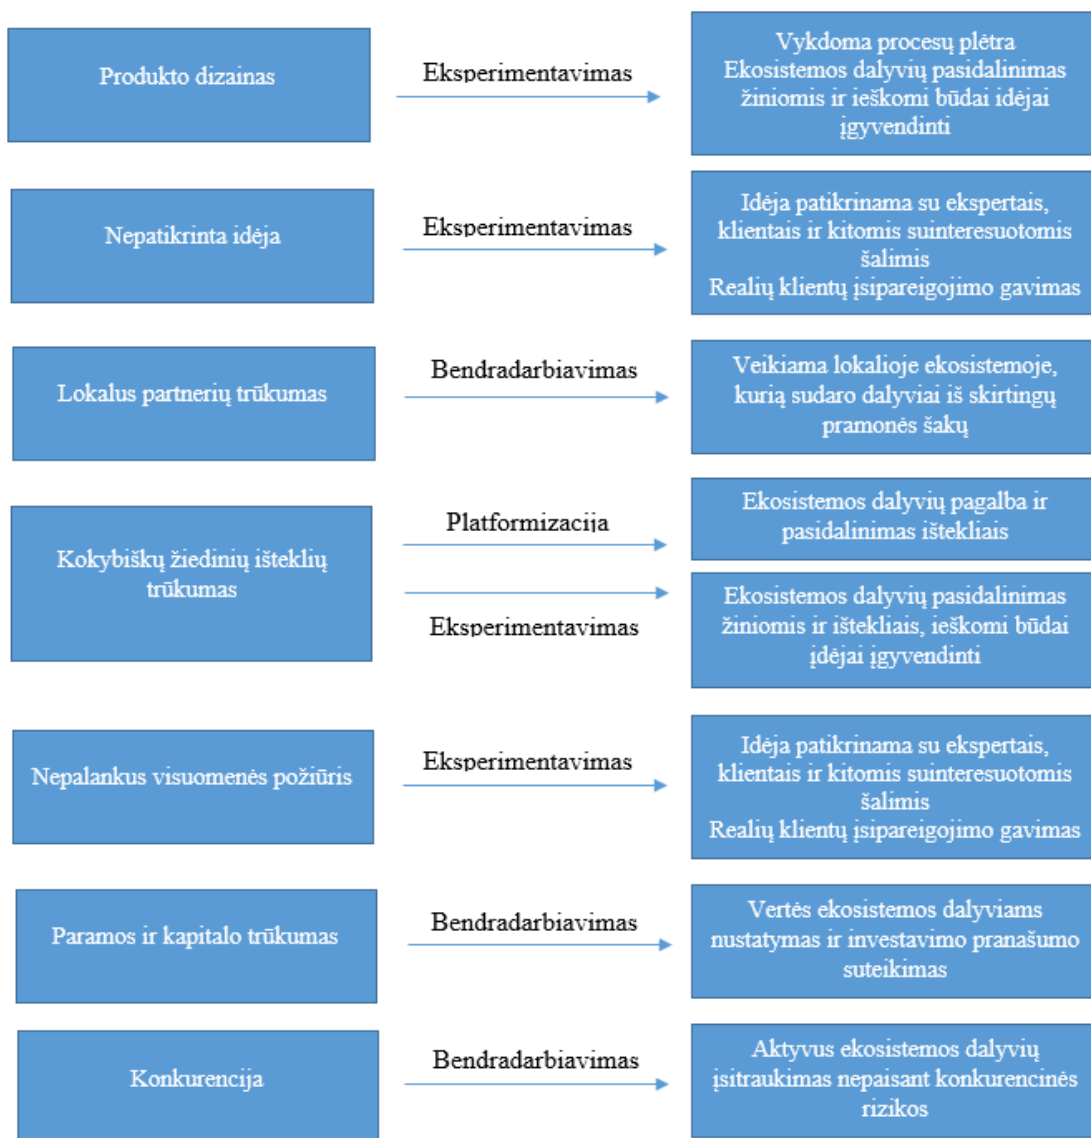 Produkto dizainas
Eksperimentavimas
Vykdoma procesų plėtra
Ekosistemos dalyvių pasidalinimas
žiniomis ir ieškomi būdai idėjai
įgyvendinti
Nepatikrinta idėja
Eksperimentavimas
Idėja patikrinama su ekspertais,
klientais ir kitomis suinteresuotomis
šalimis
Realių klientų įsipareigojimo gavimas
Lokalus partnerių trūkumas
Bendradarbiavimas
Veikiama lokalioje ekosistemoje,
kurią sudaro dalyviai iš skirtingų
pramonės šakų
Kokybiškų žiedinių išteklių
trūkumas
Platformizacija
Ekosistemos dalyvių pagalba ir
pasidalinimas ištekliais
Eksperimentavimas
Ekosistemos dalyvių pasidalinimas
žiniomis ir ištekliais, ieškomi būdai
įdėjai įgyvendinti
Nepalankus visuomenės požiūris
Eksperimentavimas
Idėja patikrinama su ekspertais,
klientais ir kitomis suinteresuotomis
šalimis
Realių klientų įsipareigojimo gavimas
Paramos ir kapitalo trūkumas
Bendradarbiavimas
Vertės ekosistemos dalyviams
nustatymas ir investavimo pranašumo
suteikimas
Konkurencija
Bendradarbiavimas
Aktyvus ekosistemos dalyvių
įsitraukimas nepaisant konkurencinės
rizikos